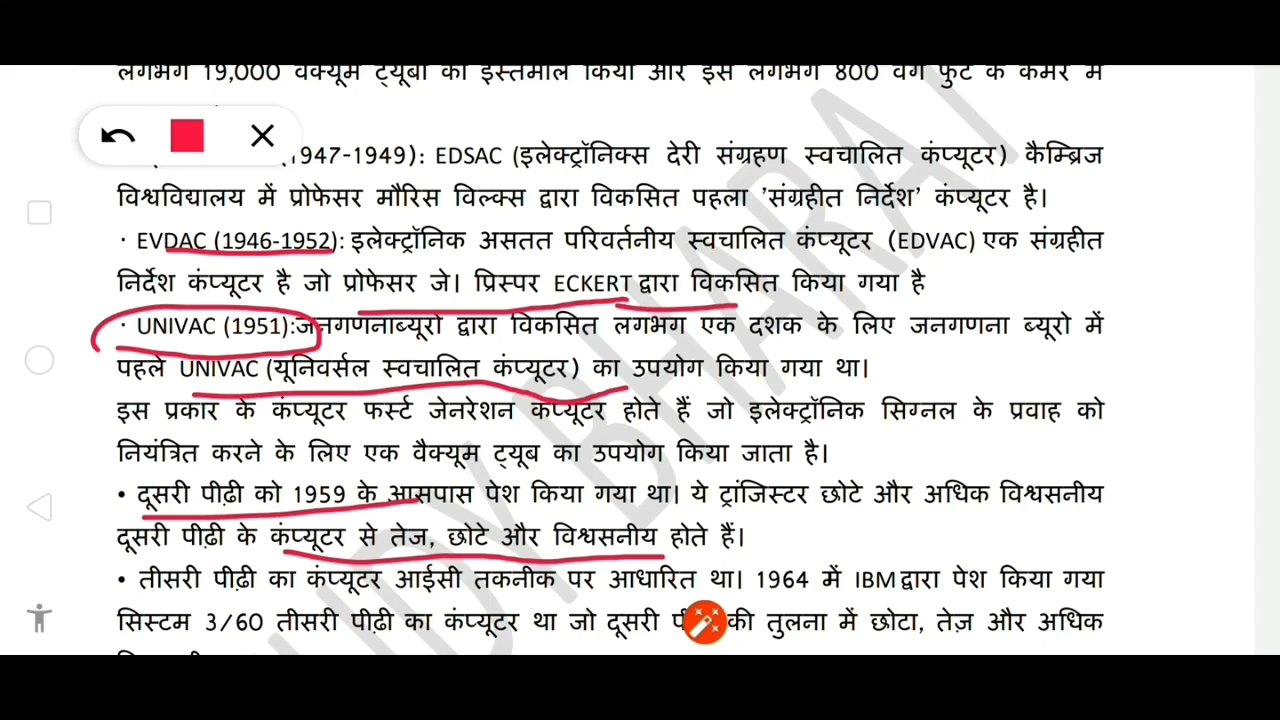 लगभग 19,000 वैक्यूम ट्यूबों का इस्तेमाल किया और इसे लगभग 800 वर्ग फुट के कमरे में
(1947-1949): EDSAC (इलेक्ट्रॉनिक्स देरी संग्रहण स्वचालित कंप्यूटर) कैम्ब्रिज
विश्वविद्यालय में प्रोफेसर मौरिस विल्क्स द्वारा विकसित पहला 'संग्रहीत निर्देश' कंप्यूटर है।
· EVDAC (1946-1952): इलेक्ट्रॉनिक असतत परिवर्तनीय स्वचालित कंप्यूटर (EDVAC) एक संग्रहीत
निर्देश कंप्यूटर है जो प्रोफेसर जे। प्रिस्पर ECKERT द्वारा विकसित किया गया है
· UNIVAC (1951):जनगणनाब्यूरो द्वारा विकसित लगभग एक दशक के लिए जनगणना ब्यूरो में
पहले UNIVAC (यूनिवर्सल स्वचालित कंप्यूटर) का उपयोग किया गया था।
इस प्रकार के कंप्यूटर फर्स्ट जेनरेशन कंप्यूटर होते हैं जो इलेक्ट्रॉनिक सिग्नल के प्रवाह को
नियंत्रित करने के लिए एक वैक्यूम ट्यूब का उपयोग किया जाता है।
• दूसरी पीढ़ी को 1959 के आसपास पेश किया गया था। ये ट्रांजिस्टर छोटे और अधिक विश्वसनीय
दूसरी पीढ़ी के कंप्यूटर से तेज, छोटे और विश्वसनीय होते हैं।
• तीसरी पीढ़ी का कंप्यूटर आईसी तकनीक पर आधारित था। 1964 में IBM द्वारा पेश किया गया
सिस्टम 3/60 तीसरी पीढ़ी का कंप्यूटर था जो दूसरी की तुलना में छोटा, तेज़ और अधिक